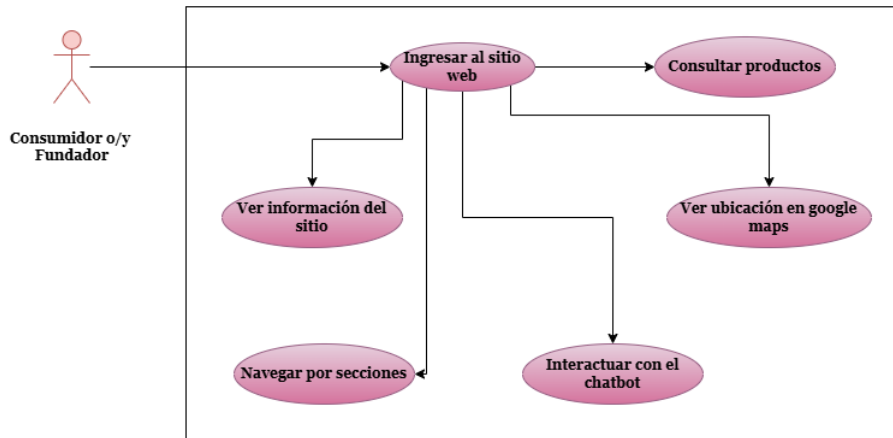 Ingresar al sitio
web
Consultar productos
Consumidor o/y
Fundador
Ver información del
sitio
Ver ubicación en google
maps
Navegar por secciones
Interactuar con el
chatbot